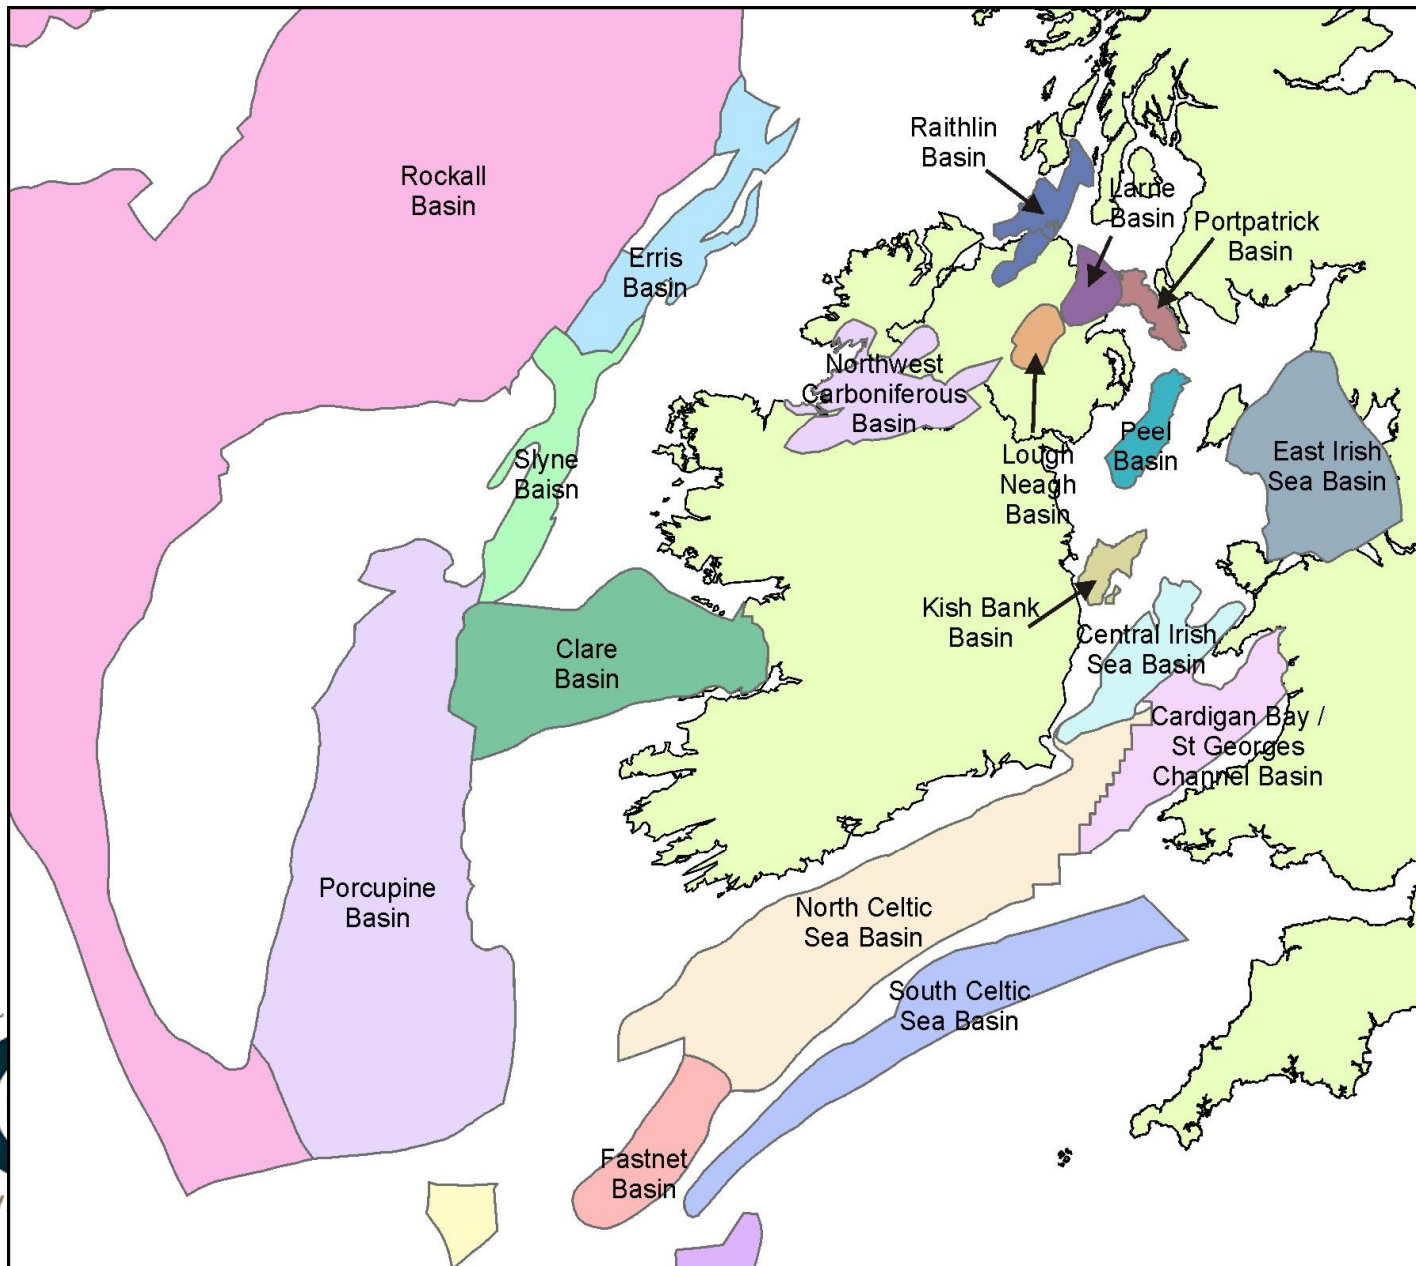 Raithlin
Basin
Rockall
Basin
Larne
Basin
Portpatrick
Basin
Erris
Basin
Northwest
Carboniferous
Basin
Peel
Basin
Lough
Neagh
Basin
East Irish
Sea Basin
Slyne
Baisn
Kish Bank
Basin
Central Irish
Sea Basin
Clare
Basin
Cardigan Bay /
St Georges
Channel Basin
Porcupine
Basin
North Celtic
Sea Basin
South Celtic
Sea Basin
Fastnet
Basin